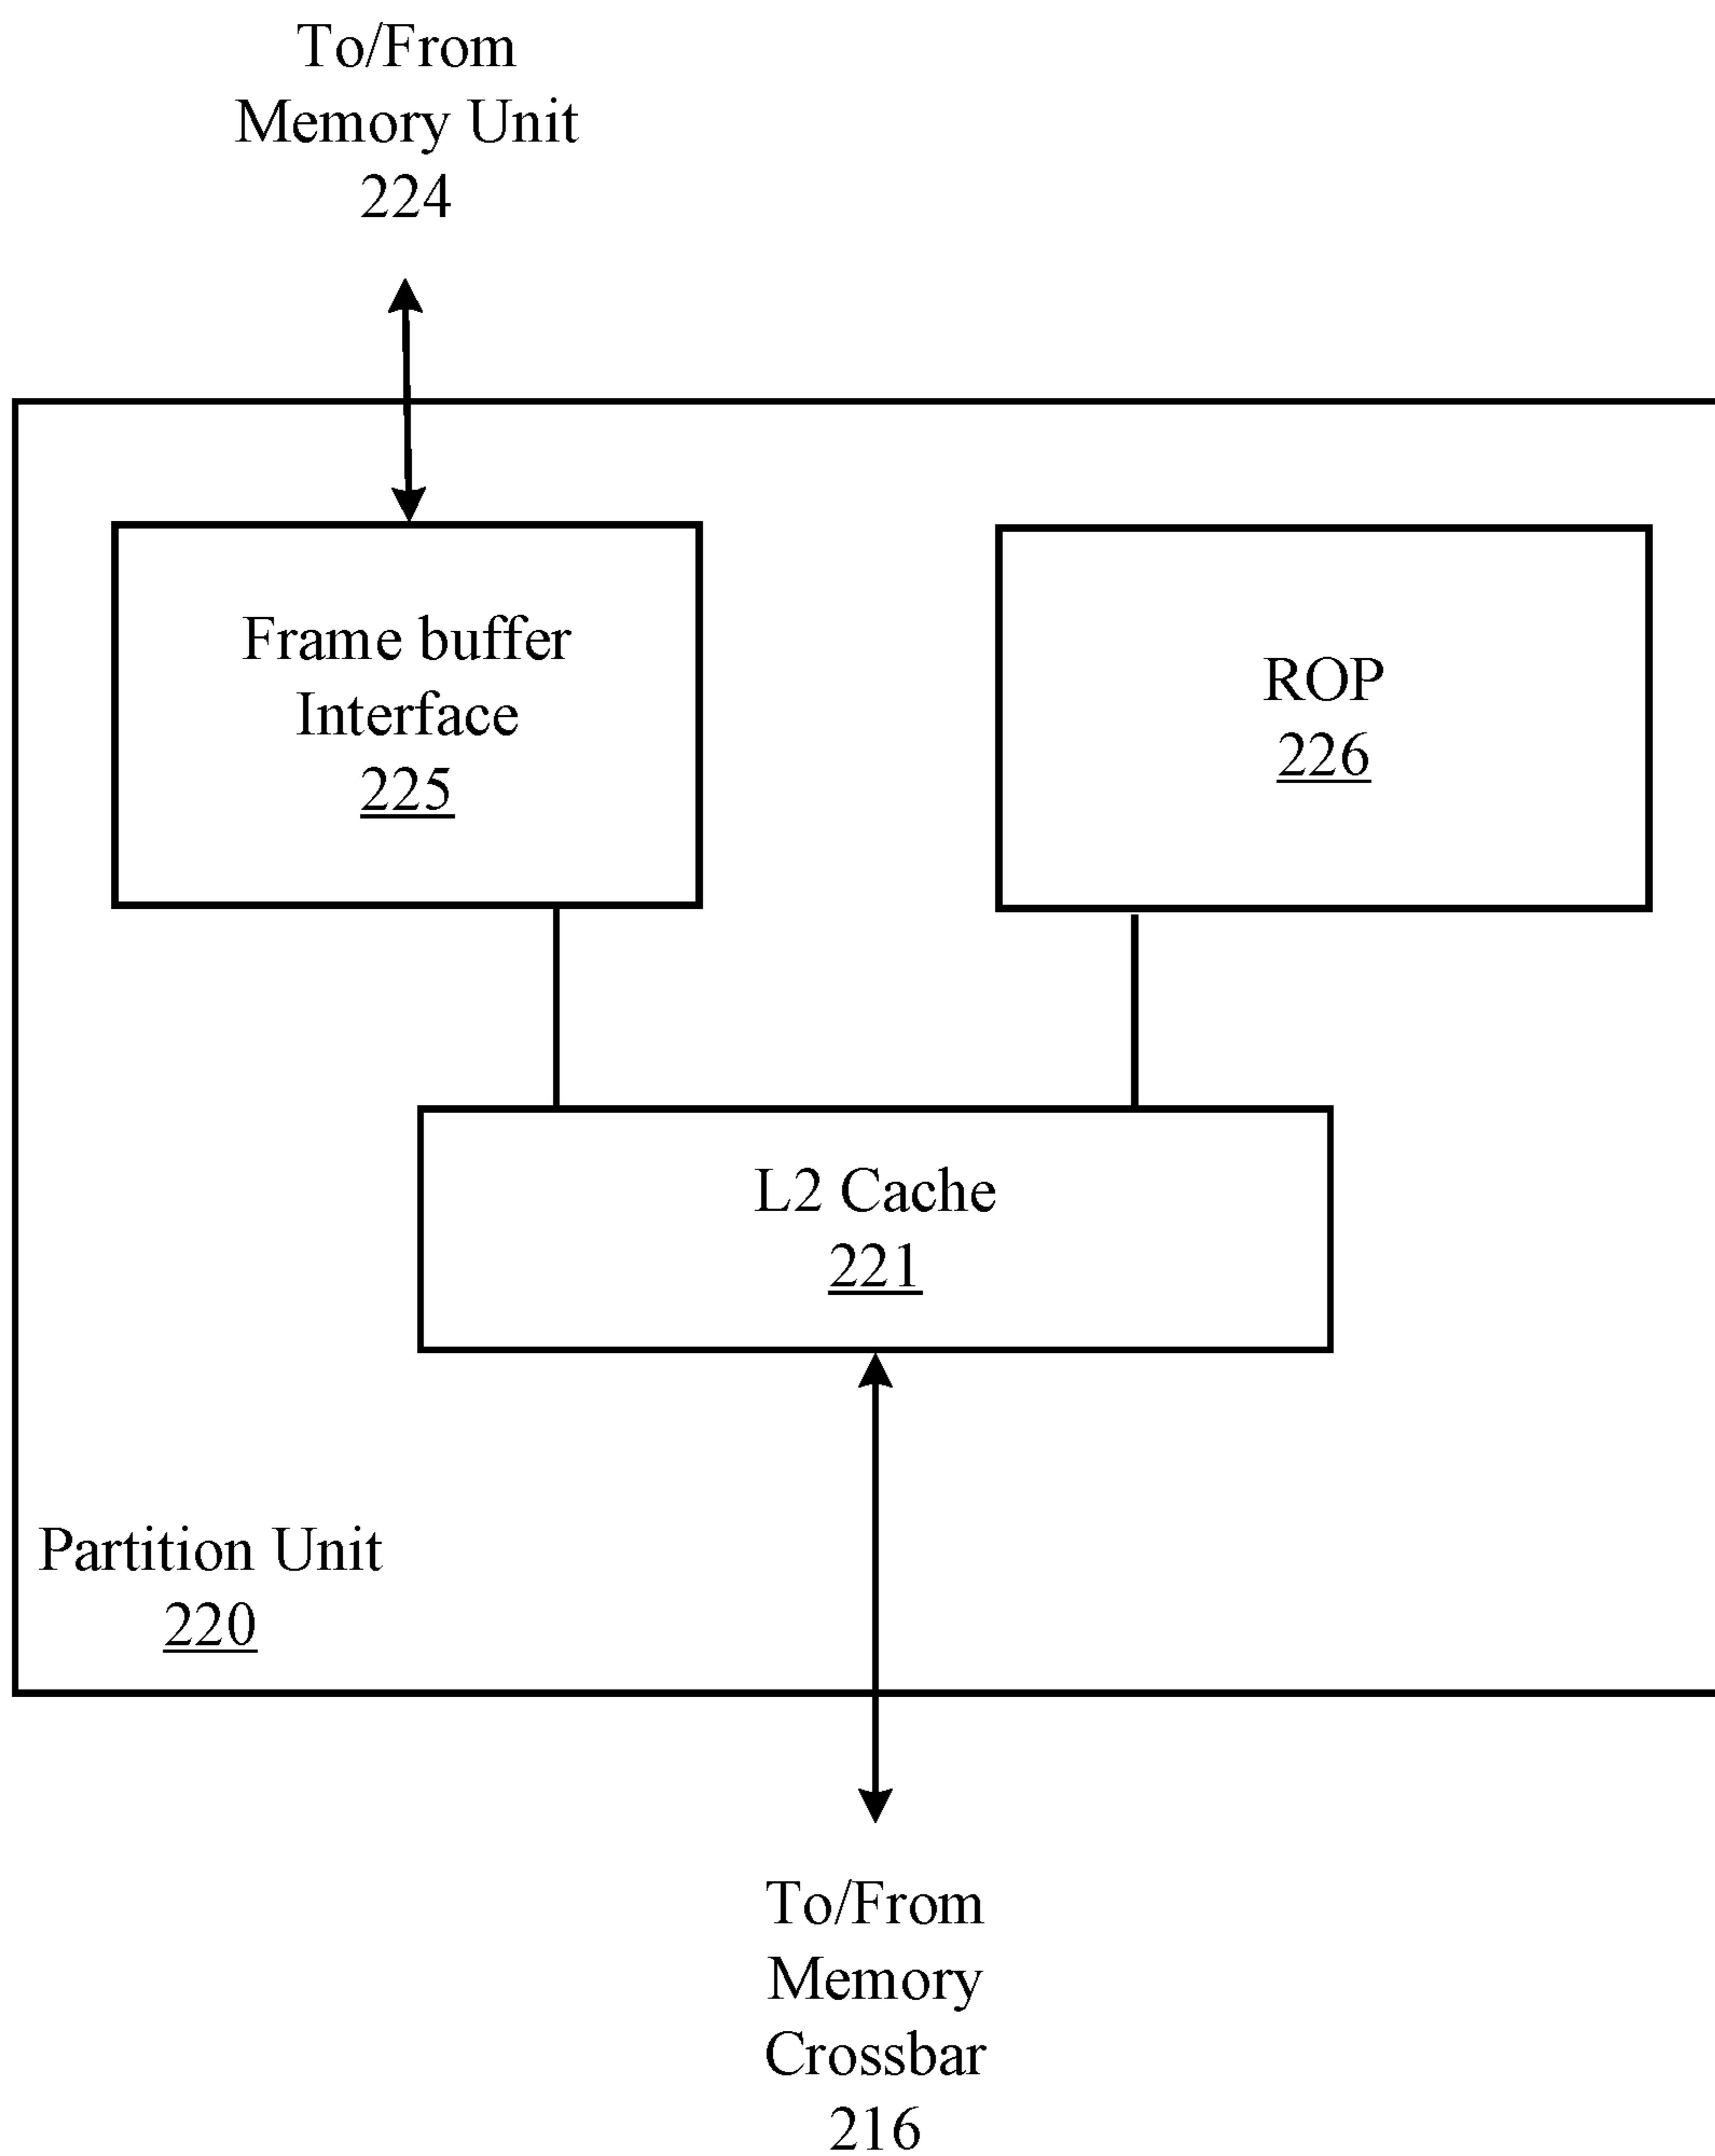 To/From
Memory Unit
224
Frame buffer
Interface
225
ROP
226
L2 Cache
221
Partition Unit
220
To/From
Memory
Crossbar
216